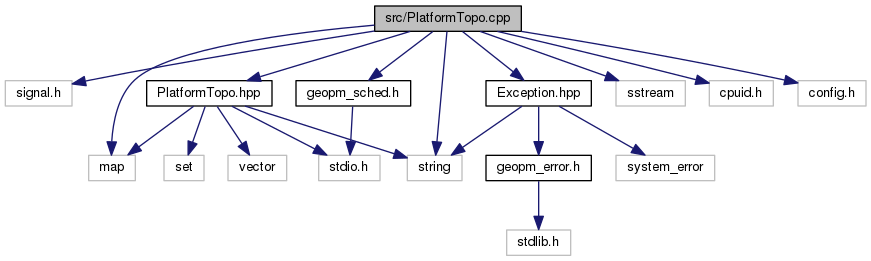 src/PlatformTopo.cpp
signal.h
PlatformTopo.hpp
geopm_sched.h
Exception.hpp
sstream
cpuid.h
config.h
map
set
vector
stdio.h
string
geopm_error.h
system_error
stdlib.h